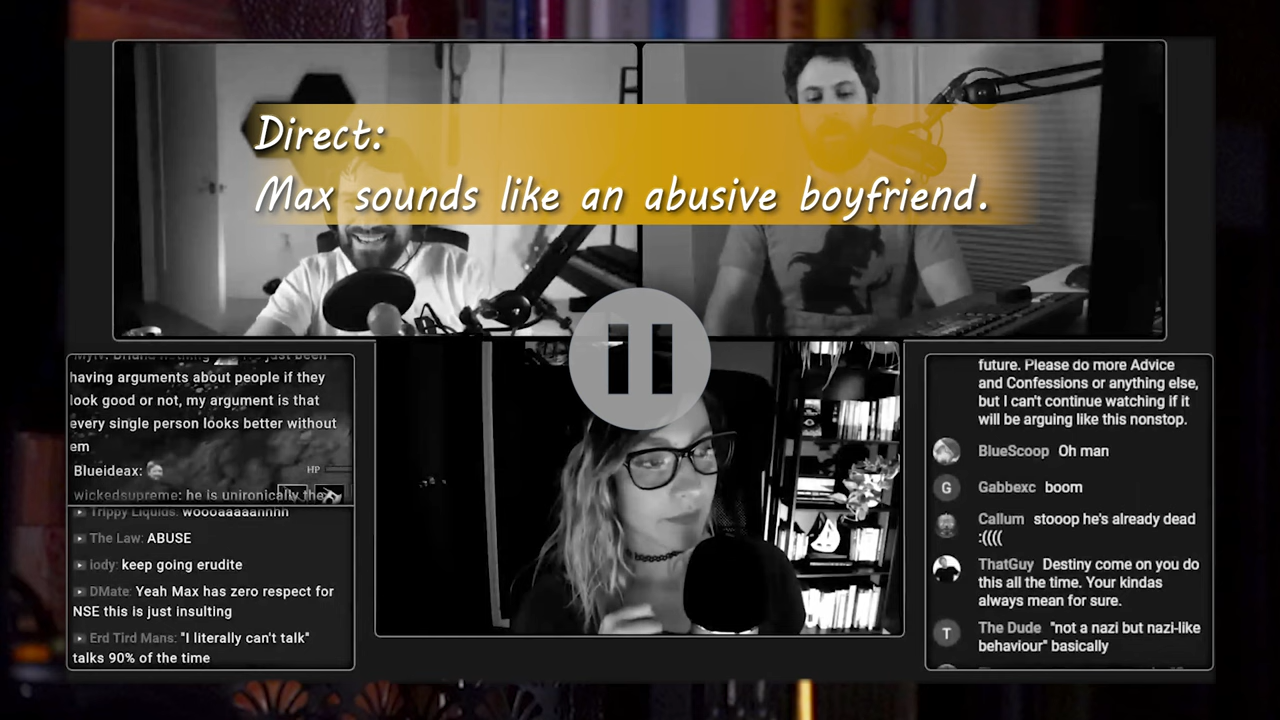 Direct:
Max sounds like an abusive boyfriend.
having arguments about people if they
look good or not, my argument is that
every single person looks better without
em
Blueideax:
HP
wickedsupreme: he is unironically the
Trippy Liquids: woooaaaaannnn
The Law: ABUSE
lody: keep going erudite
DMate: Yeah Max has zero respect for
NSE this is just insulting
Erd Tird Mans: "I literally can't talk"
talks 90% of the time
future. Please do more Advice
and Confessions or anything else,
but I can't continue watching if it
will be arguing like this nonstop.
BlueScoop Oh man
G
Gabbexc boom
Callum stooop he's already dead
:((((
ThatGuy Destiny come on you do
this all the time. Your kindas
always mean for sure.
T
The Dude "not a nazi but nazi-like
behaviour" basically